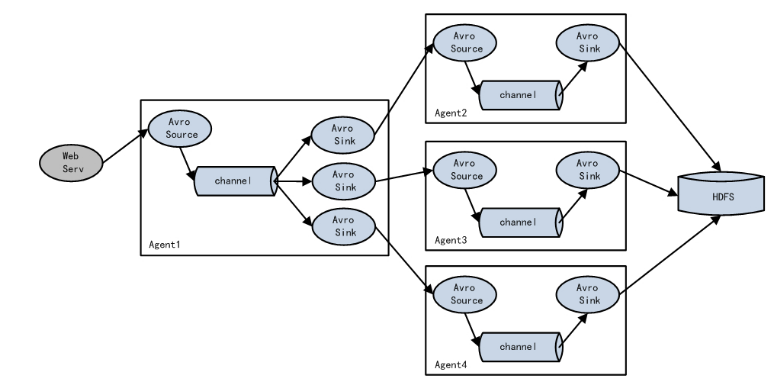 Web
Serv
Avro
Source
channel
Avro
Sink
Avro
Sink
Avro
Sink
Agent1
Avro
Source
channel
Avro
Sink
Agent2
Avro
Source
channel
Avro
Sink
Agent3
Avro
Source
channel
Avro
Sink
Agent4
HDFS